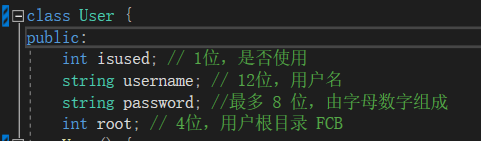 class User {
public:
int isused; // 1位，是否使用
string username; // 12位，用户名
string password; //最多 8 位，由字母数字组成
int root; // 4位，用户根目录 FCB